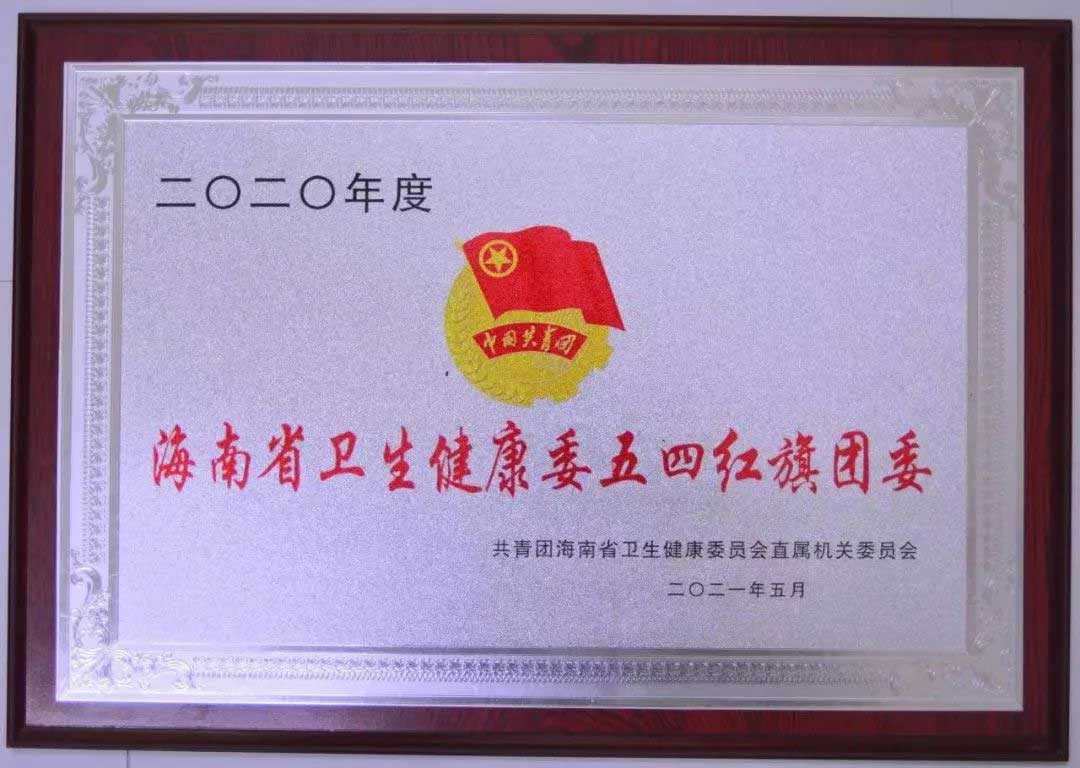 二〇二〇年度
中国共青团
海南省卫生健康委五四红旗团委
共青团海南省卫生健康委员会直属机关委员会
二〇二一年五月